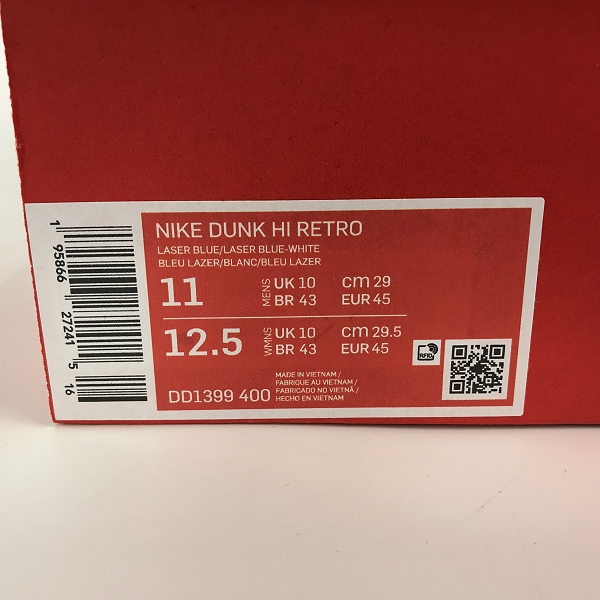 NIKE DUNK HI RETRO
LASER BLUE/LASER BLUE-WHITE
BLEU LAZER/BLANC/BLEU LAZER
11 MENS UK 10 cm 29
BR 43 EUR 45
12.5 WMNS UK 10 cm 29.5
BR 43 EUR 45
RFID
DD1399 400
MADE IN VIETNAM /
FABRIQUE AU VIETNAM /
FABRICADO NO VIETNÃ /
HECHO EN VIETNAM
1 95866 27241 5 16